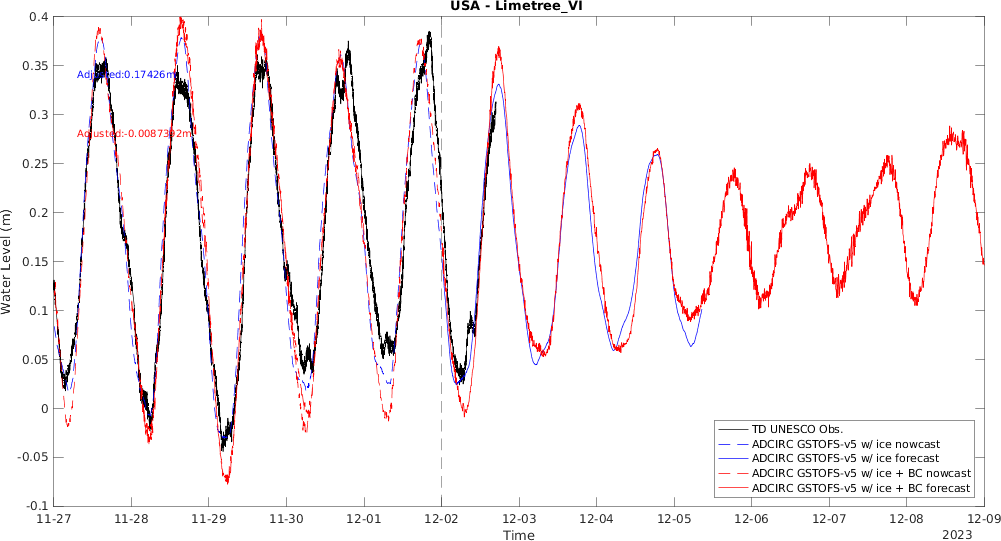 USA - Limetree_VI
Water Level (m)
0.4
0.35
0.3
0.25
0.2
0.15
0.1
0.05
0
-0.05
-0.1
Adjusted:0.17426m
Adjusted:-0.0087392m
TD UNESCO Obs.
ADCIRC GSTOFS-v5 w/ ice nowcast
ADCIRC GSTOFS-v5 w/ ice forecast
ADCIRC GSTOFS-v5 w/ ice + BC nowcast
ADCIRC GSTOFS-v5 w/ ice + BC forecast
11-27 11-28 11-29 11-30 12-01 12-02 12-03 12-04 12-05 12-06 12-07 12-08 12-09
Time
2023